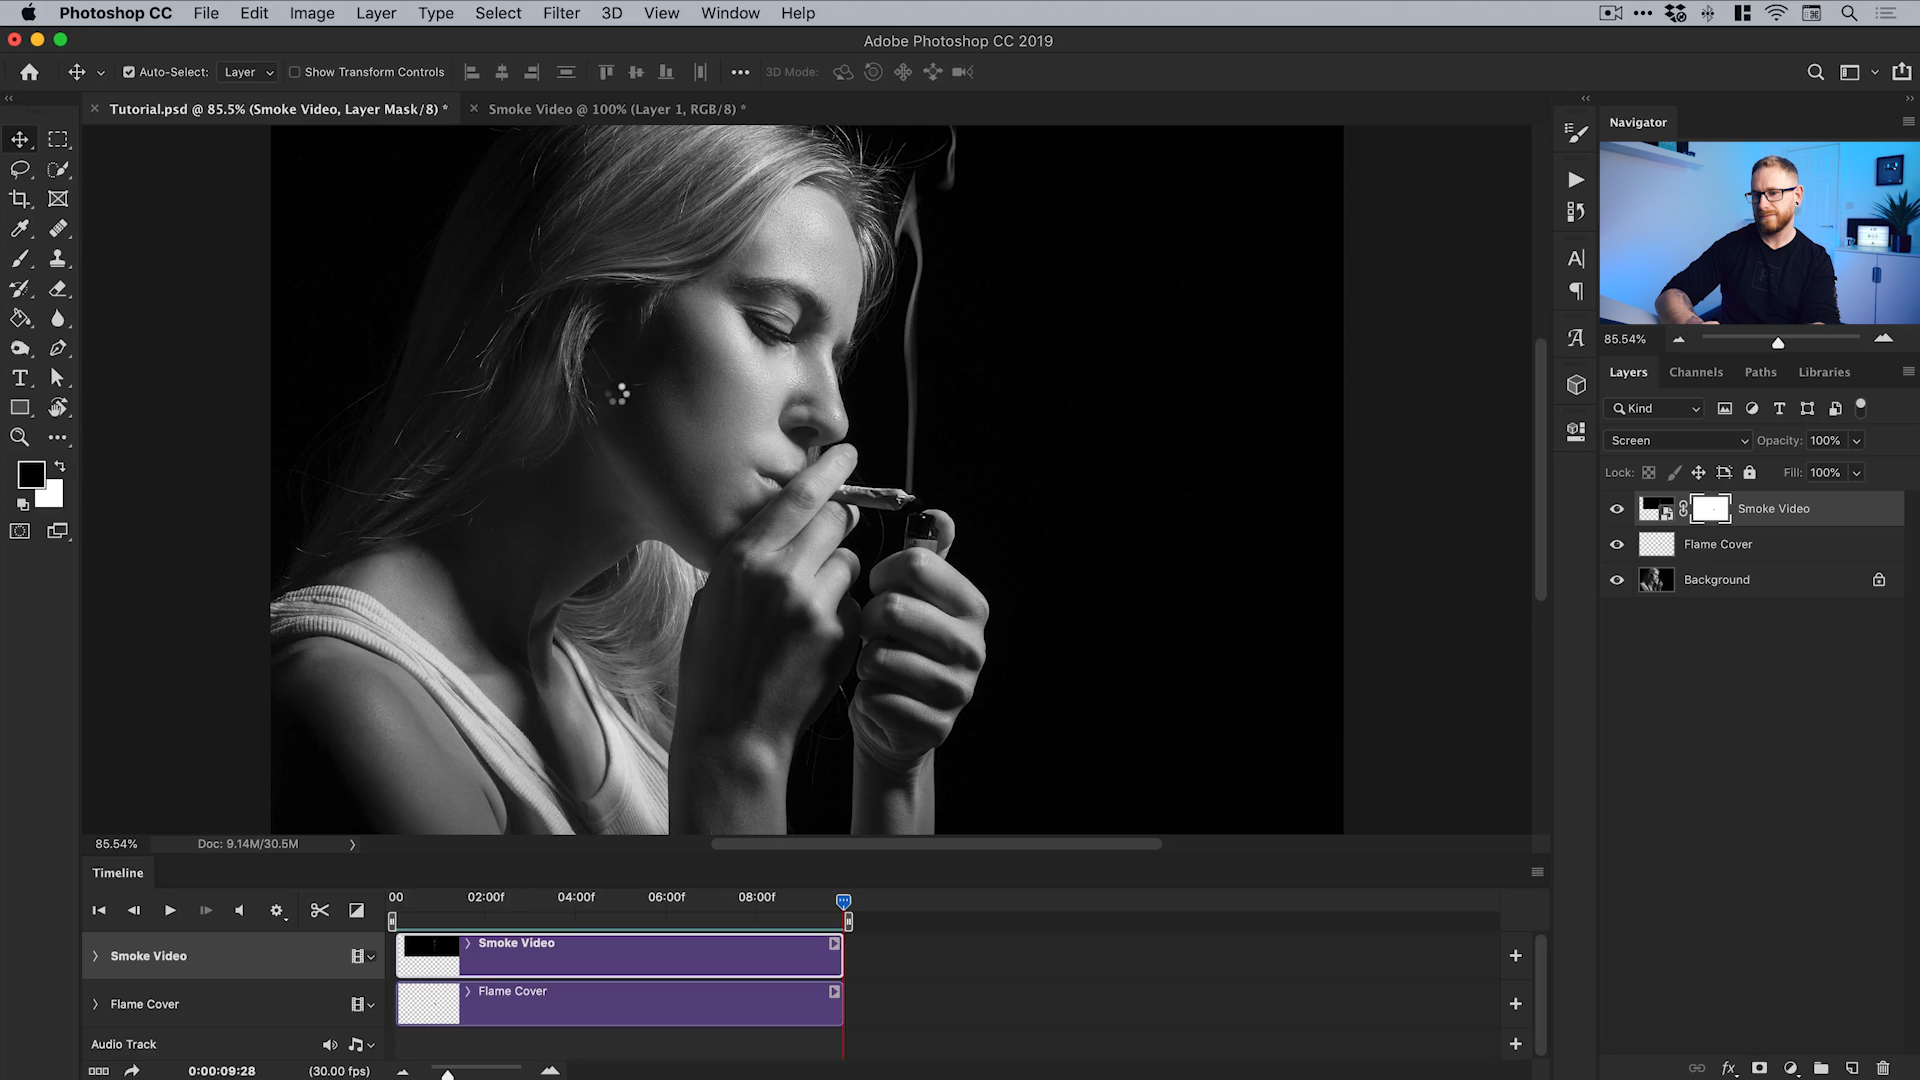 Photoshop CC File Edit Image Layer Type Select Filter 3D View Window Help
Adobe Photoshop CC 2019
Auto-Select: Layer Show Transform Controls 3D Mode:
Tutorial.psd @ 85.5% (Smoke Video, Layer Mask/8) * Smoke Video @ 100% (Layer 1, RGB/8) *
Navigator
85.54%
Layers Channels Paths Libraries
Kind
Screen Opacity: 100%
Lock: Fill: 100%
Smoke Video
Flame Cover
Background
85.54% Doc: 9.14M/30.5M
Timeline
00 02:00f 04:00f 06:00f 08:00f
Smoke Video Smoke Video
Flame Cover Flame Cover
Audio Track
0:00:09:28 (30.00 fps)
fx